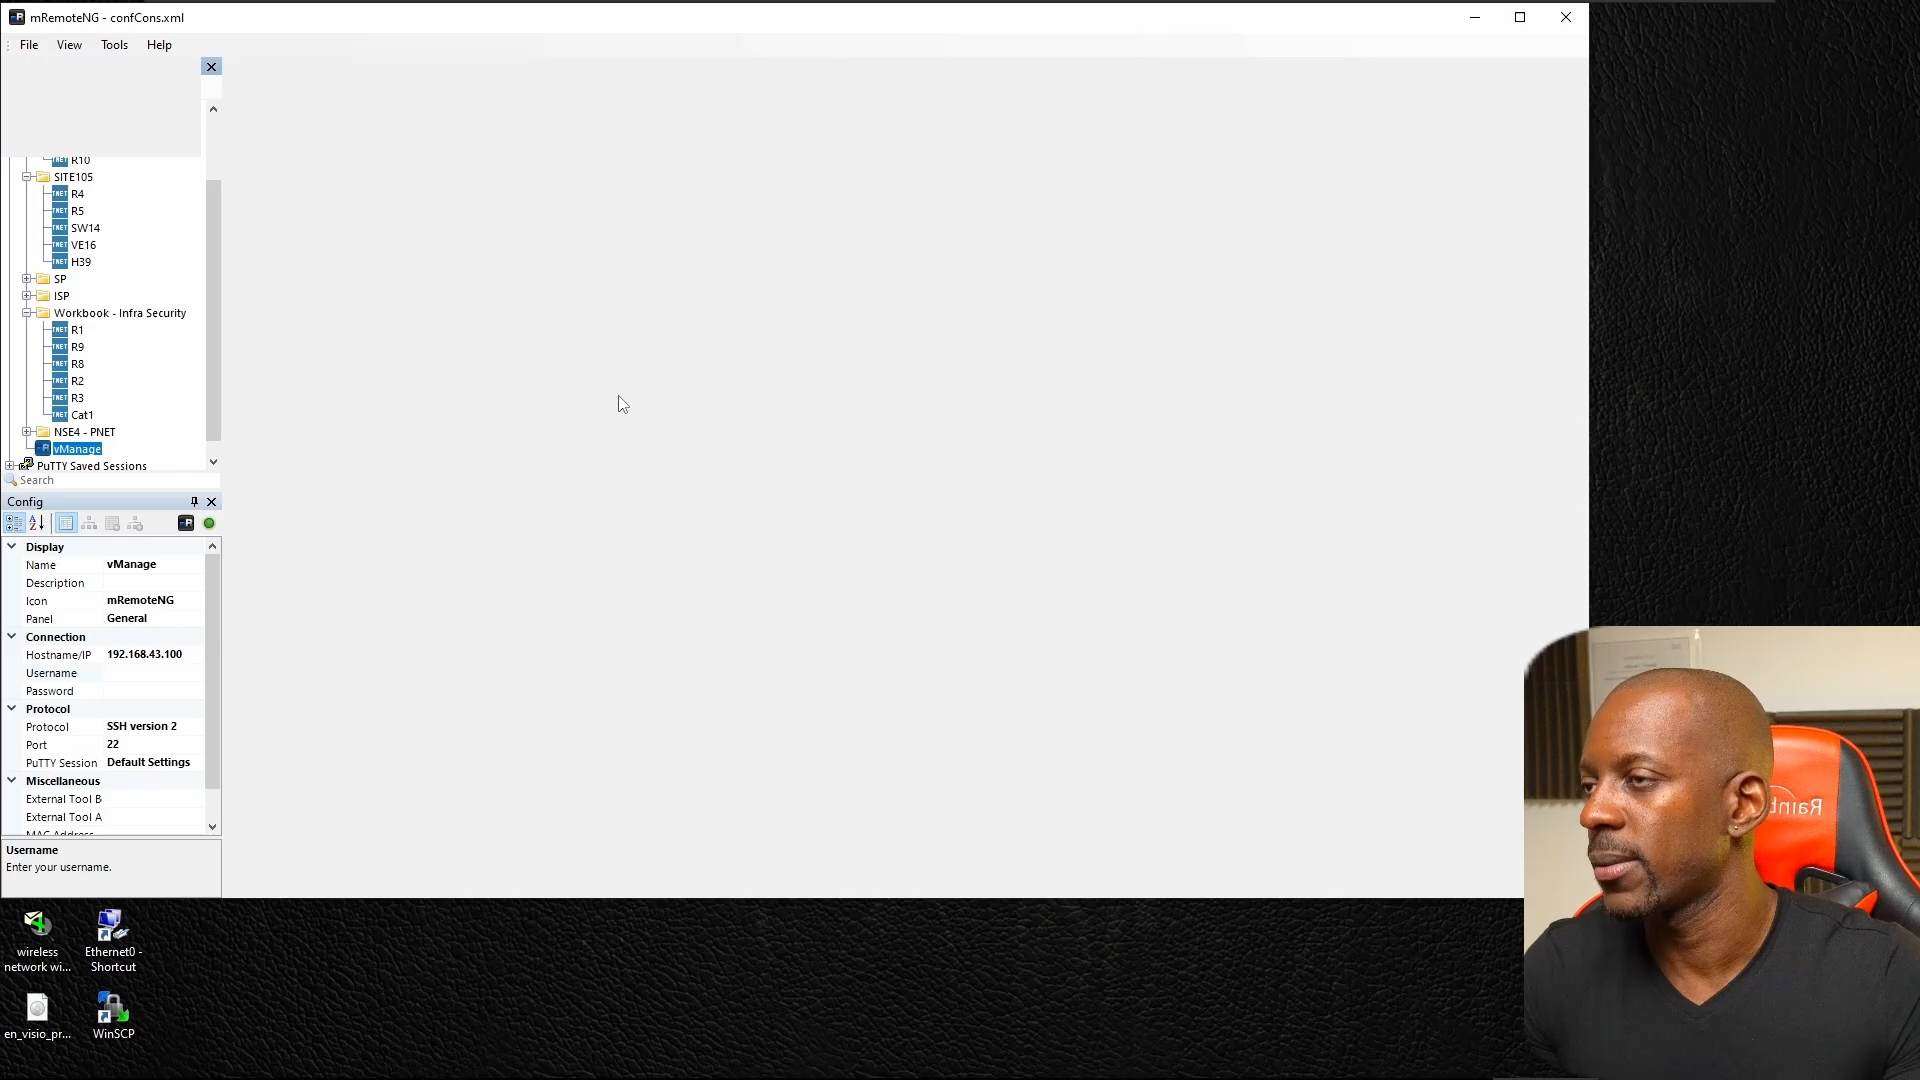 mRemoteNG - confCons.xml
File View Tools Help
R10
SITE105
R4
R5
SW14
VE16
H39
SP
ISP
Workbook - Infra Security
R1
R9
R8
R2
R3
Cat1
NSE4 - PNET
vManage
PuTTY Saved Sessions
Search
Config
Display
Name vManage
Description
Icon mRemoteNG
Panel General
Connection
Hostname/IP 192.168.43.100
Username
Password
Protocol
Protocol SSH version 2
Port 22
PuTTY Session Default Settings
Miscellaneous
External Tool B
External Tool A
MAC Address
Username
Enter your username.
wireless
network wi...
Ethernet0 -
Shortcut
en_visio_pr...
WinSCP